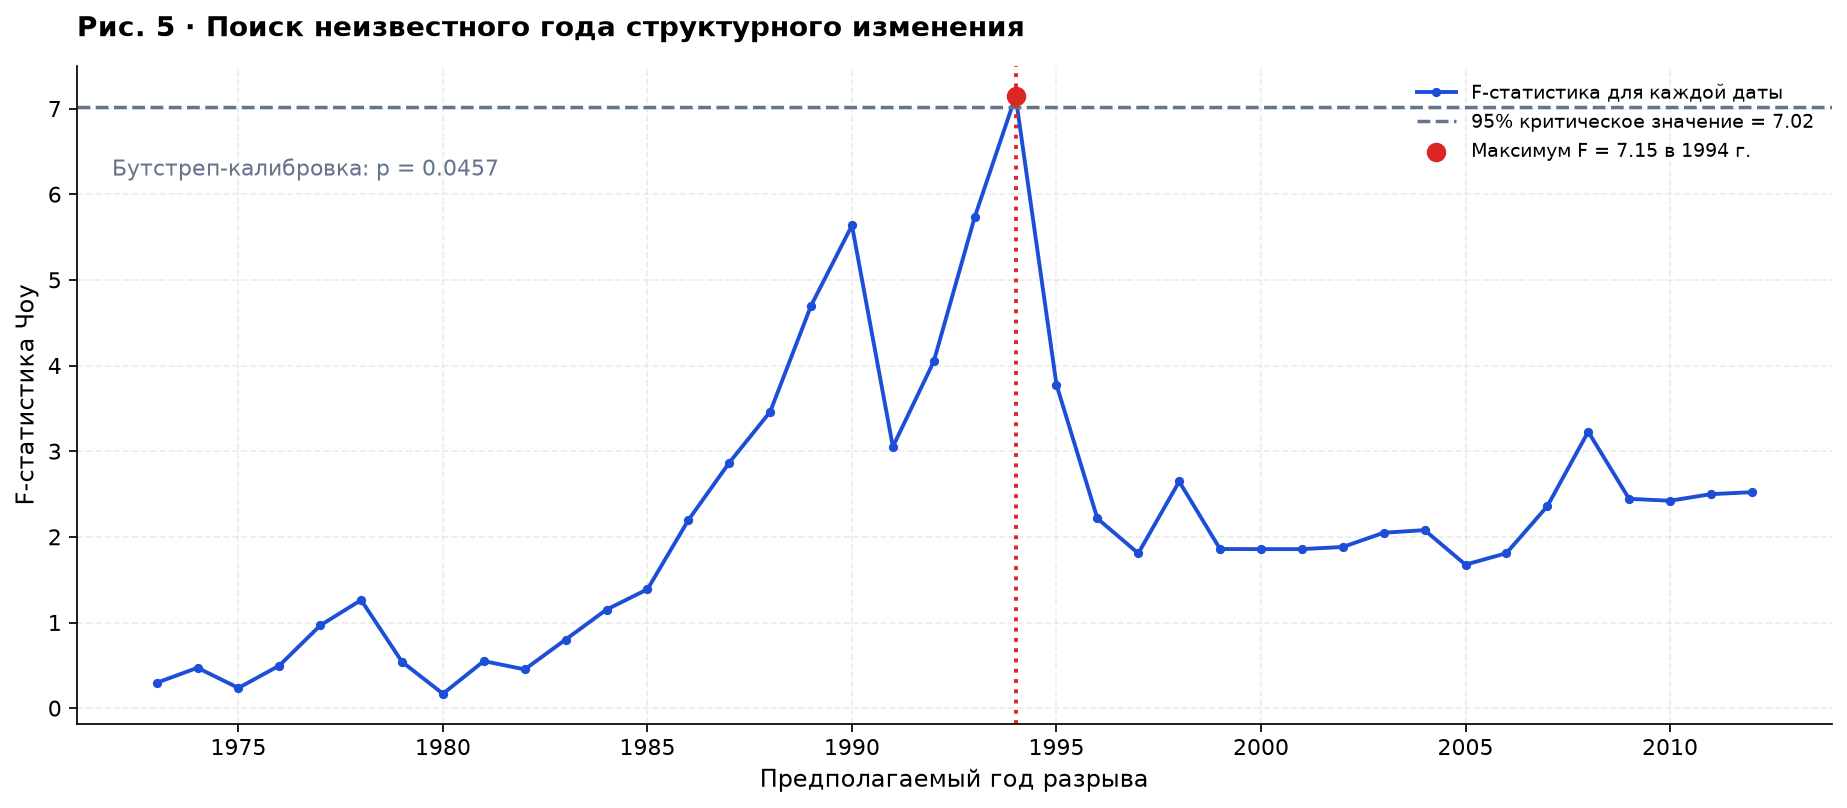 Рис. 5 · Поиск неизвестного года структурного изменения
F-статистика для каждой даты
95% критическое значение = 7.02
Максимум F = 7.15 в 1994 г.
Бутстреп-калибровка: p = 0.0457
F-статистика Чоу
7
6
5
4
3
2
1
0
1975 1980 1985 1990 1995 2000 2005 2010
Предполагаемый год разрыва